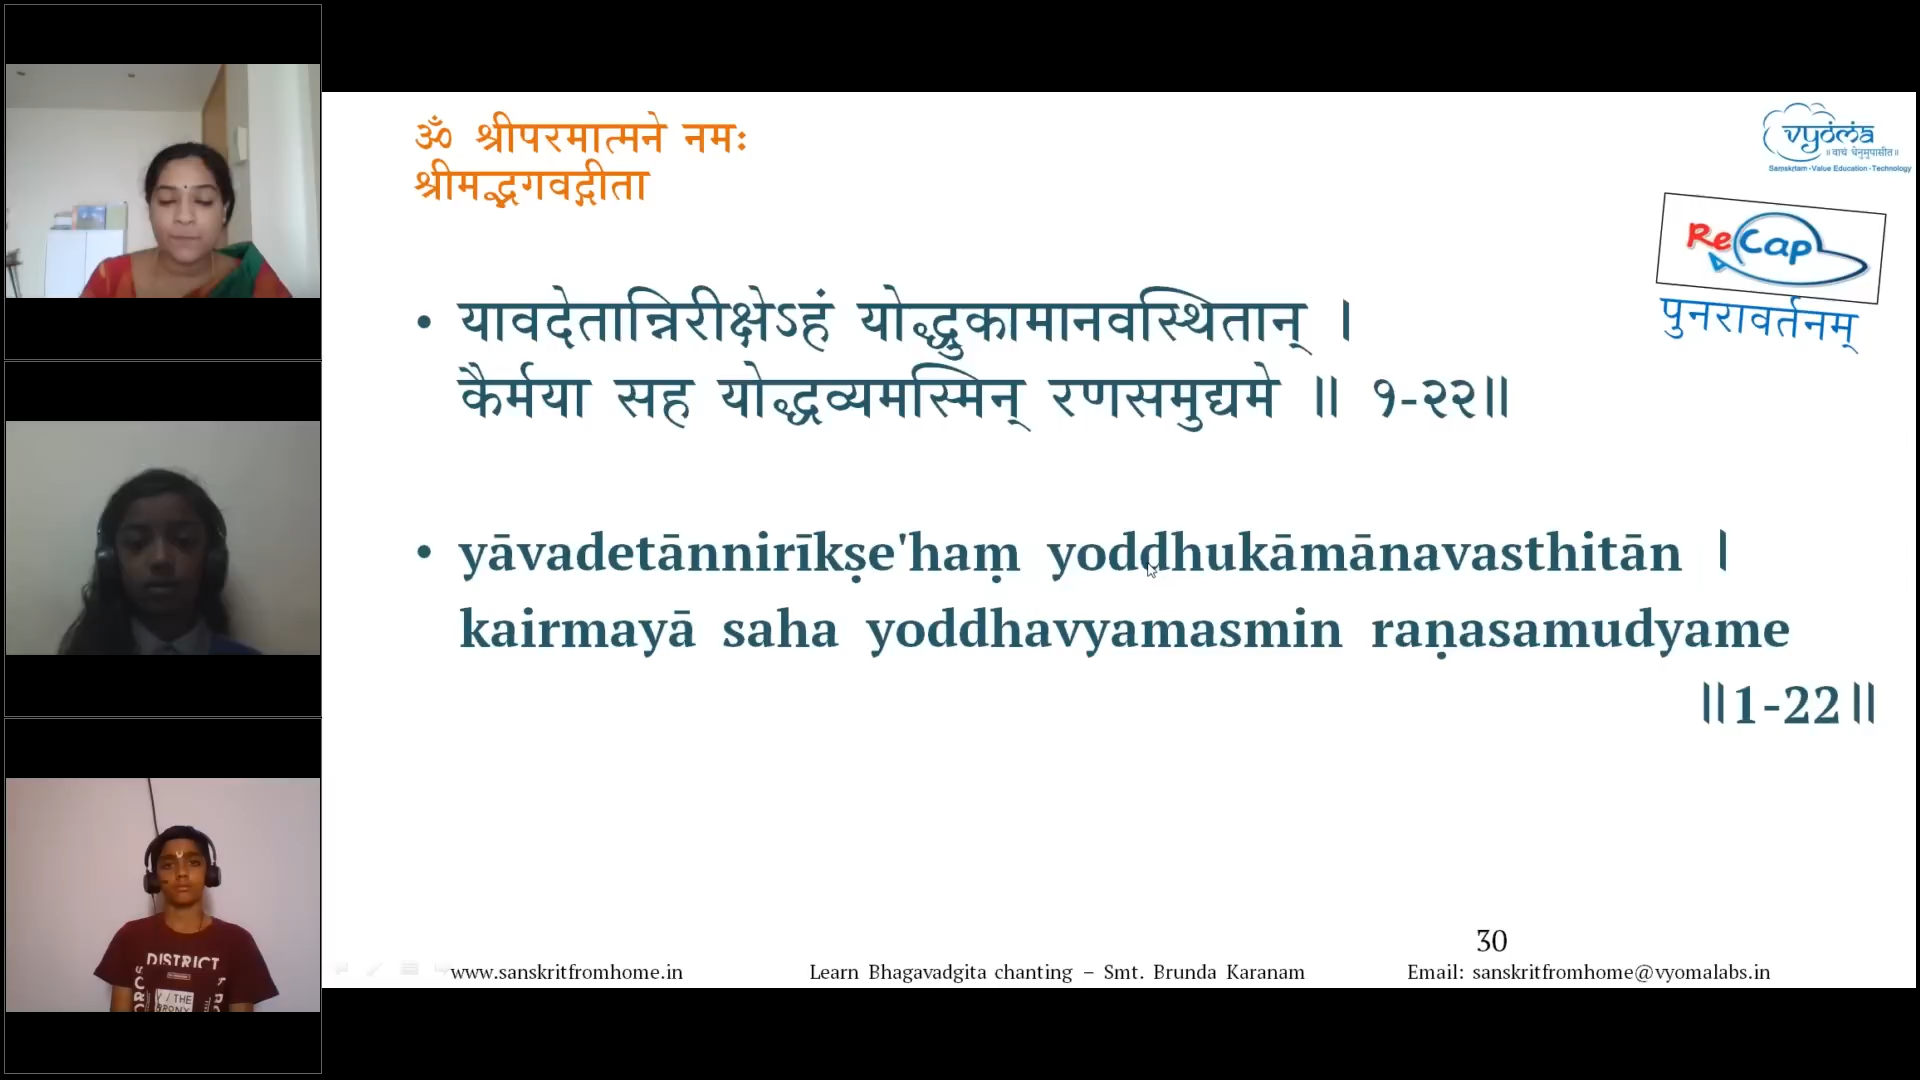 ॐ श्रीपरमात्मने नमः
श्रीमद्भगवद्गीता
vyoma
॥ वाचं धेनुमुपासीत॥
Samskrtam • Value Education • Technology
ReCap
पुनरावर्तनम्
• यावदेतान्निरीक्षेऽहं योद्धुकामानवस्थितान् ।
कैर्मया सह योद्धव्यमस्मिन् रणसमुद्यमे ॥ १-२२॥
• yāvadetānnirīkṣe'haṃ yoddhukāmānavasthitān ।
kairmayā saha yoddhavyamasmin raṇasamudyame
॥1-22॥
30
www.sanskritfromhome.in Learn Bhagavadgita chanting – Smt. Brunda Karanam Email: sanskritfromhome@vyomalabs.in
DISTRICT
Y / THE